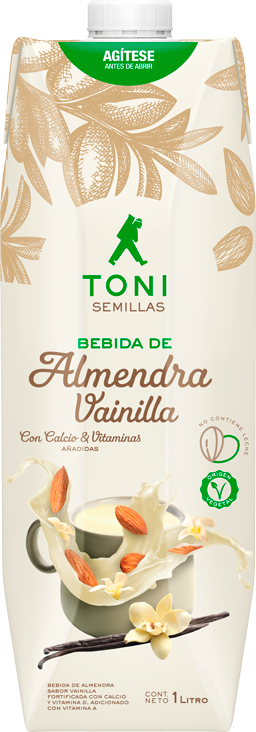 AGÍTESE
ANTES DE ABRIR
TONI
SEMILLAS
BEBIDA DE
Almendra
Vainilla
Con Calcio & Vitaminas
AÑADIDAS
NO CONTIENE LECHE
ORIGEN
VEGETAL
BEBIDA DE ALMENDRA
SABOR VAINILLA
FORTIFICADA CON CALCIO
Y VITAMINA D, ADICIONADO
CON VITAMINA A
CONT.
NETO 1 LITRO